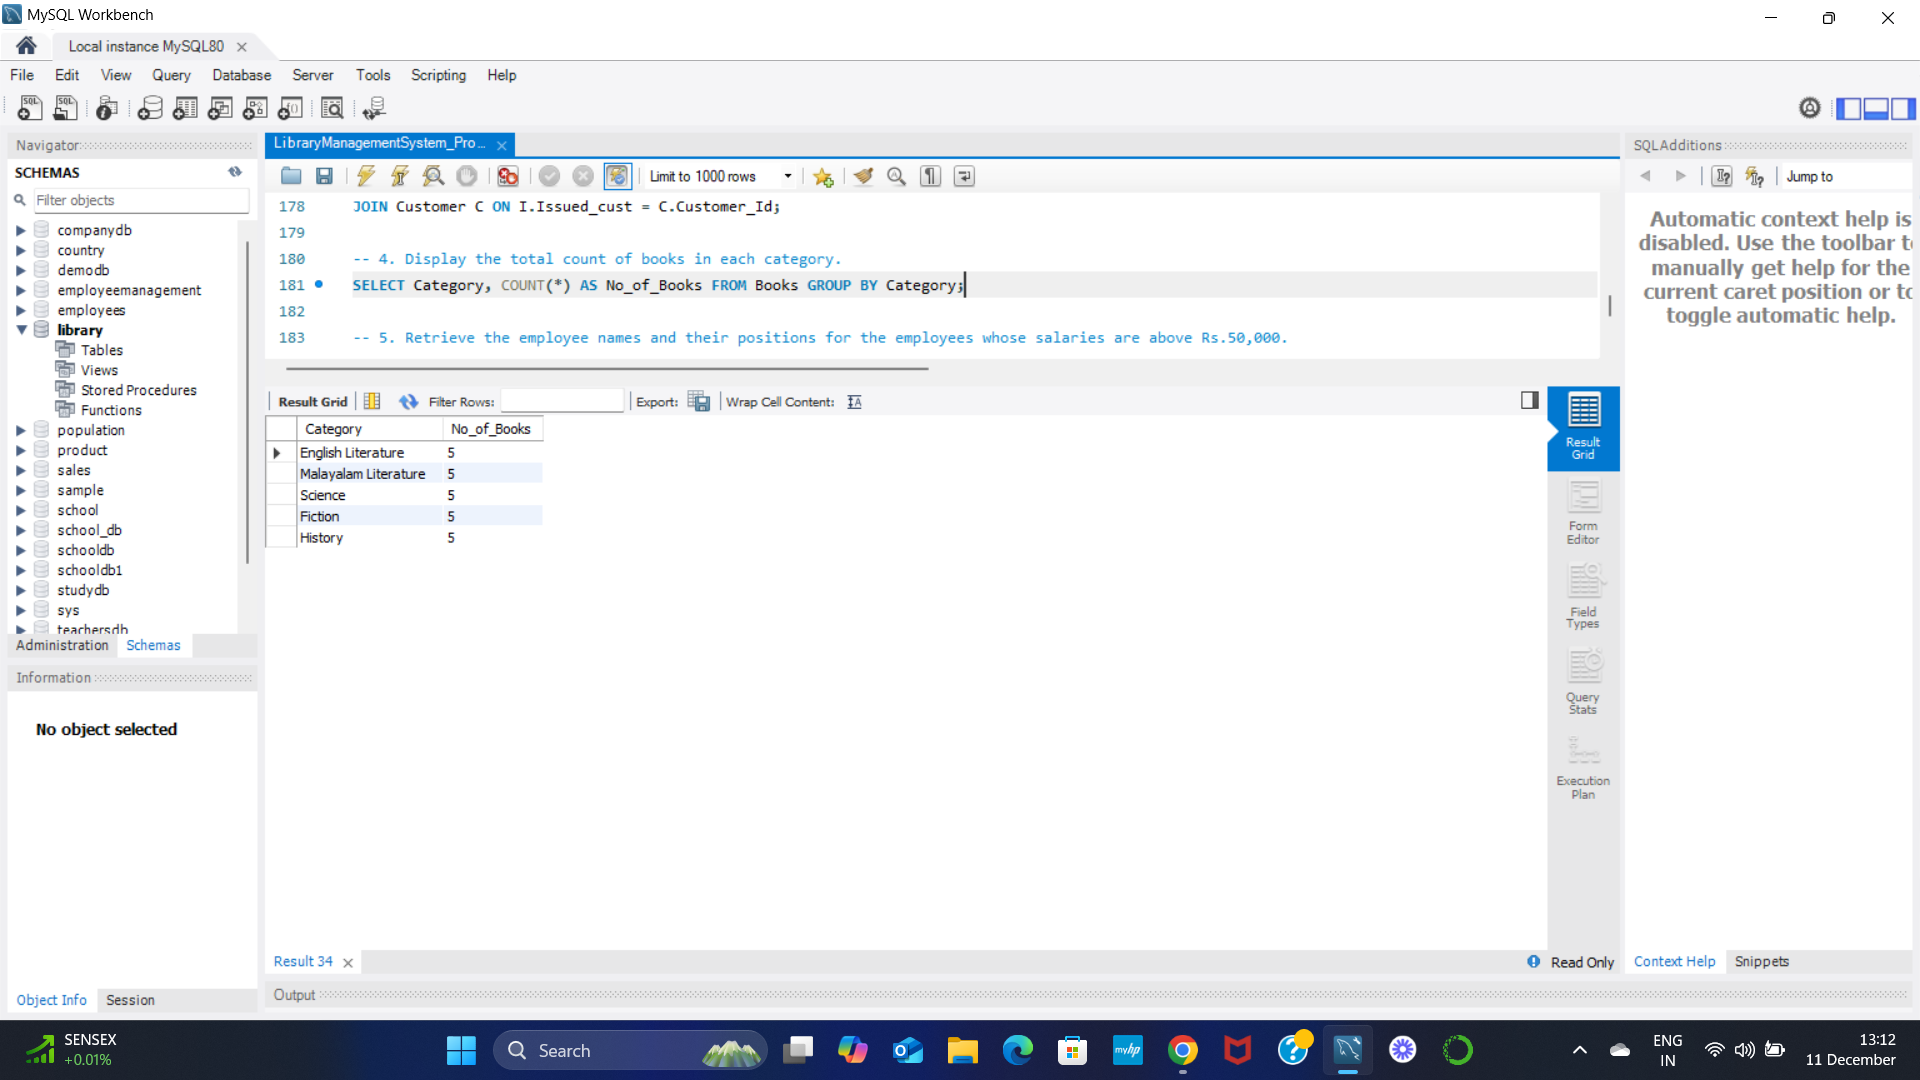 MySQL Workbench
Local instance MySQL80
File Edit View Query Database Server Tools Scripting Help
Navigator
SCHEMAS
Filter objects
companydb
country
demodb
employeemanagement
employees
library
Tables
Views
Stored Procedures
Functions
population
product
sales
sample
school
school_db
schooldb
schooldb1
studydb
sys
teachersdb
Administration Schemas
Information
No object selected
Object Info Session
LibraryManagementSystem_Pro...
Limit to 1000 rows
178 JOIN Customer C ON I.Issued_cust = C.Customer_Id;
179
180 -- 4. Display the total count of books in each category.
181 SELECT Category, COUNT(*) AS No_of_Books FROM Books GROUP BY Category;
182
183 -- 5. Retrieve the employee names and their positions for the employees whose salaries are above Rs.50,000.
Result Grid Filter Rows: Export: Wrap Cell Content:
Category No_of_Books
English Literature 5
Malayalam Literature 5
Science 5
Fiction 5
History 5
Result
Grid
Form
Editor
Field
Types
Query
Stats
Execution
Plan
Result 34
Read Only
Output
SQLAdditions
Jump to
Automatic context help is
disabled. Use the toolbar to
manually get help for the
current caret position or to
toggle automatic help.
Context Help Snippets
SENSEX
+0.01%
Search
myhp
ENG
IN
13:12
11 December